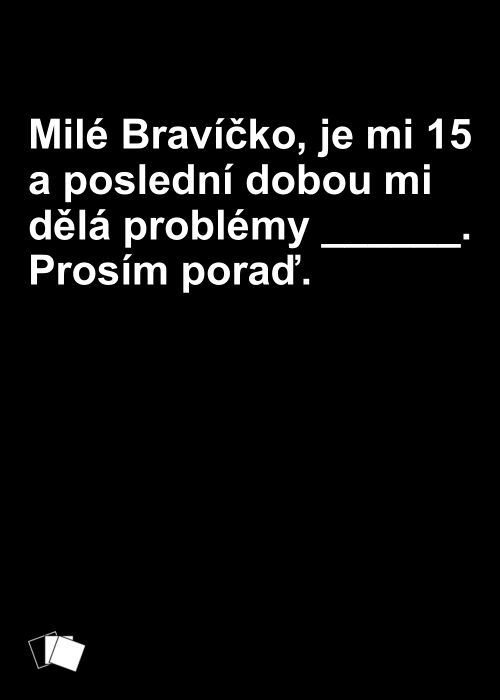 Milé Bravíčko, je mi 15
a poslední dobou mi
dělá problémy ______.
Prosím poraď.